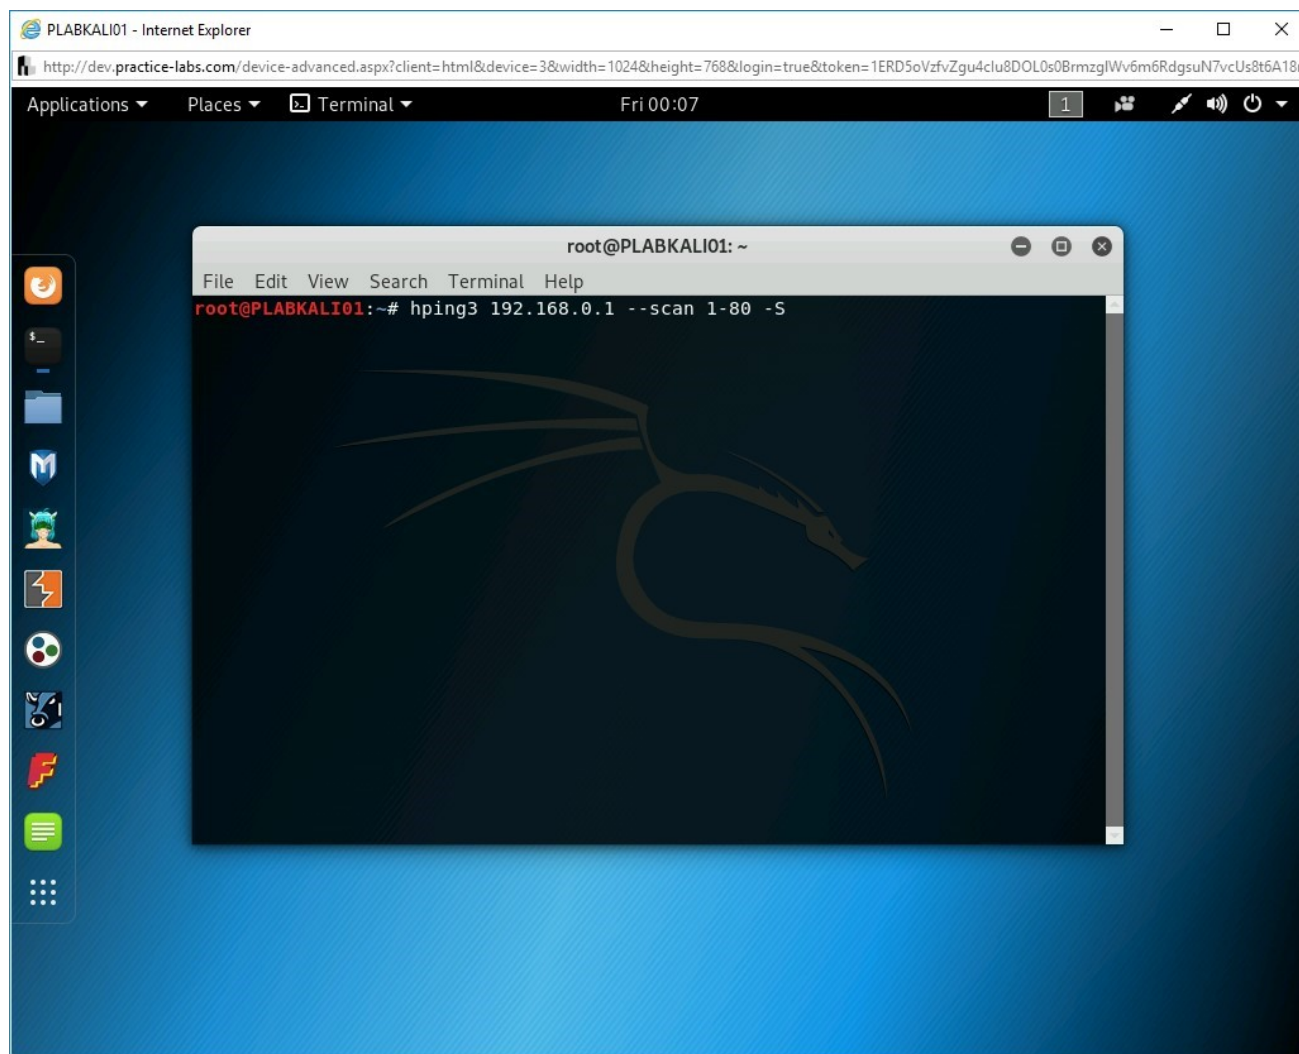 PLABKALI01 - Internet Explorer
http://dev.practice-labs.com/device-advanced.aspx?client=html&device=3&width=1024&height=768&login=true&token=1ERD5oVzfvZgu4clu8DOL0s0BrmzglWv6m6RdgsuN7vcUs8t6A18
Applications Places Terminal Fri 00:07 1
root@PLABKALI01: ~
File Edit View Search Terminal Help
root@PLABKALI01:~# hping3 192.168.0.1 --scan 1-80 -S
$_